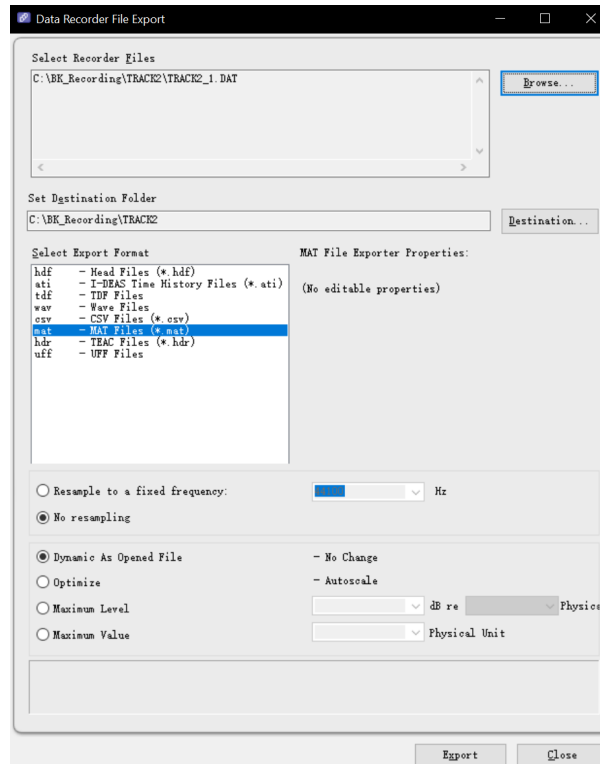 Data Recorder File Export
Select Recorder Files
C:\BK_Recording\TRACK2\TRACK2_1.DAT
Browse...
Set Destination Folder
C:\BK_Recording\TRACK2
Destination...
Select Export Format
MAT File Exporter Properties:
hdf - Head Files (*.hdf)
ati - I-DEAS Time History Files (*.ati)
(No editable properties)
tdf - TDF Files
wav - Wave Files
csv - CSV Files (*.csv)
mat - MAT Files (*.mat)
hdr - TEAC Files (*.hdr)
uff - UFF Files
Resample to a fixed frequency: Hz
No resampling
Dynamic As Opened File - No Change
Optimize - Autoscale
Maximum Level dB re Physica
Maximum Value Physical Unit
Export Close